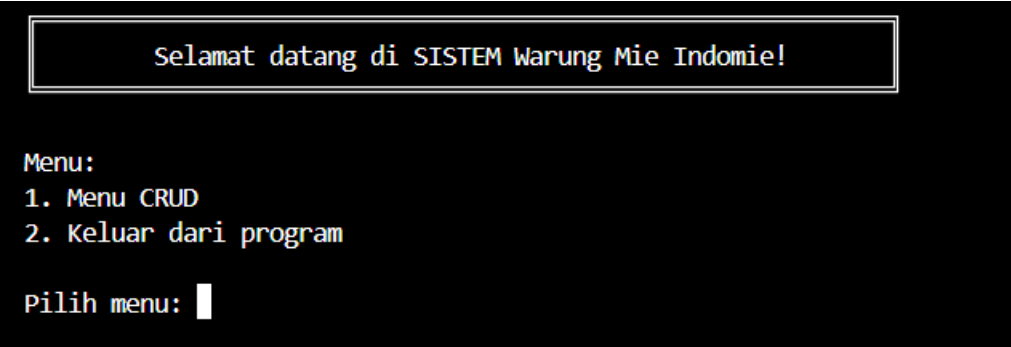 Selamat datang di SISTEM Warung Mie Indomie!
Menu:
1. Menu CRUD
2. Keluar dari program
Pilih menu: